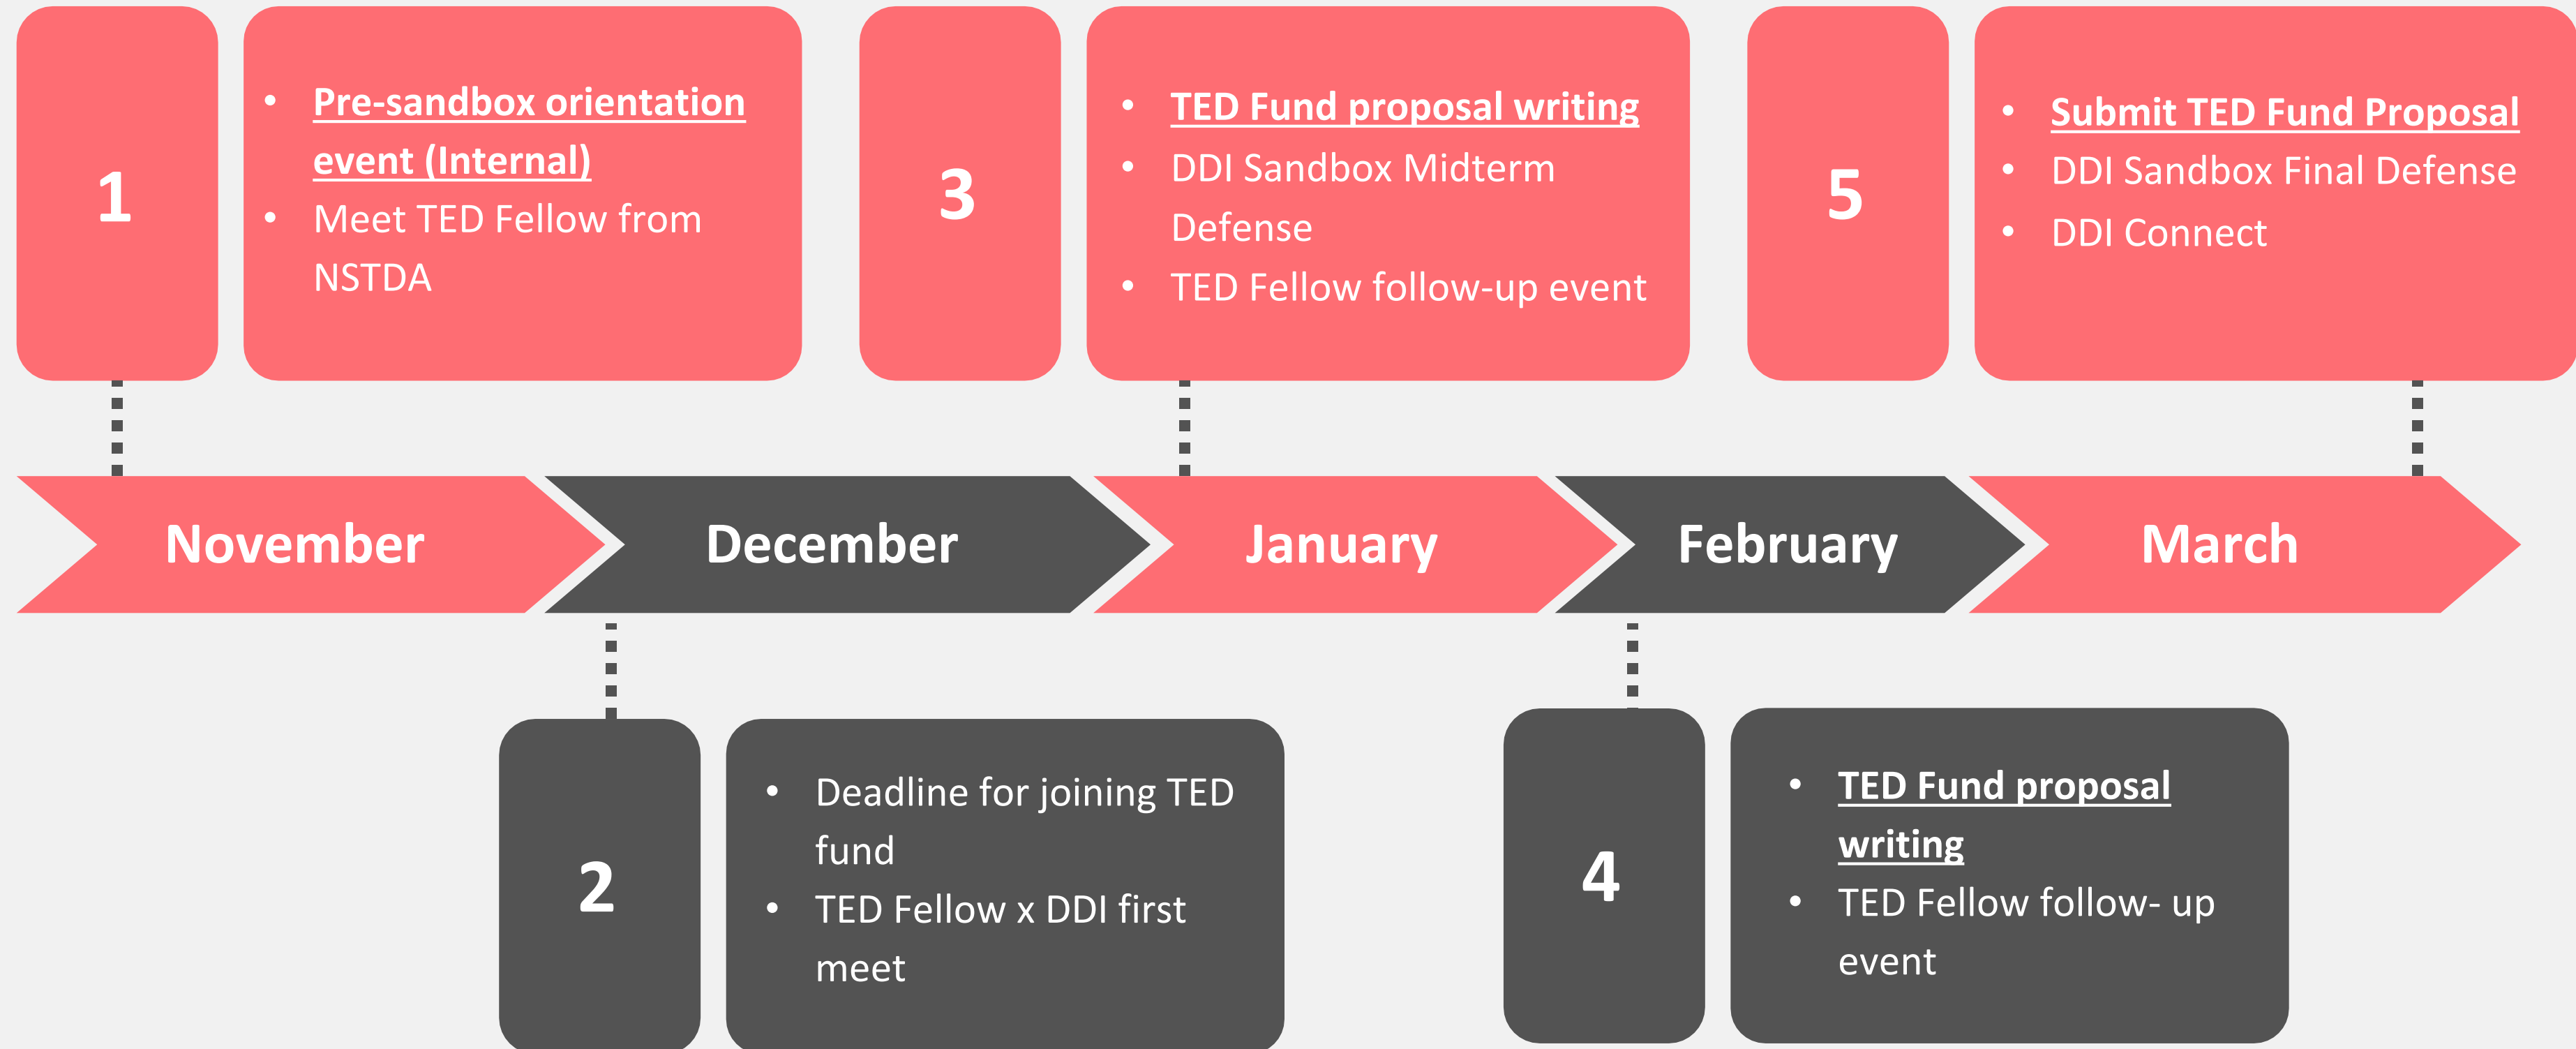 1
• Pre-sandbox orientation
event (Internal)
• Meet TED Fellow from
NSTDA
3
• TED Fund proposal writing
• DDI Sandbox Midterm
Defense
• TED Fellow follow-up event
5
• Submit TED Fund Proposal
• DDI Sandbox Final Defense
• DDI Connect
November
December
January
February
March
2
• Deadline for joining TED
fund
• TED Fellow x DDI first
meet
4
• TED Fund proposal
writing
• TED Fellow follow- up
event